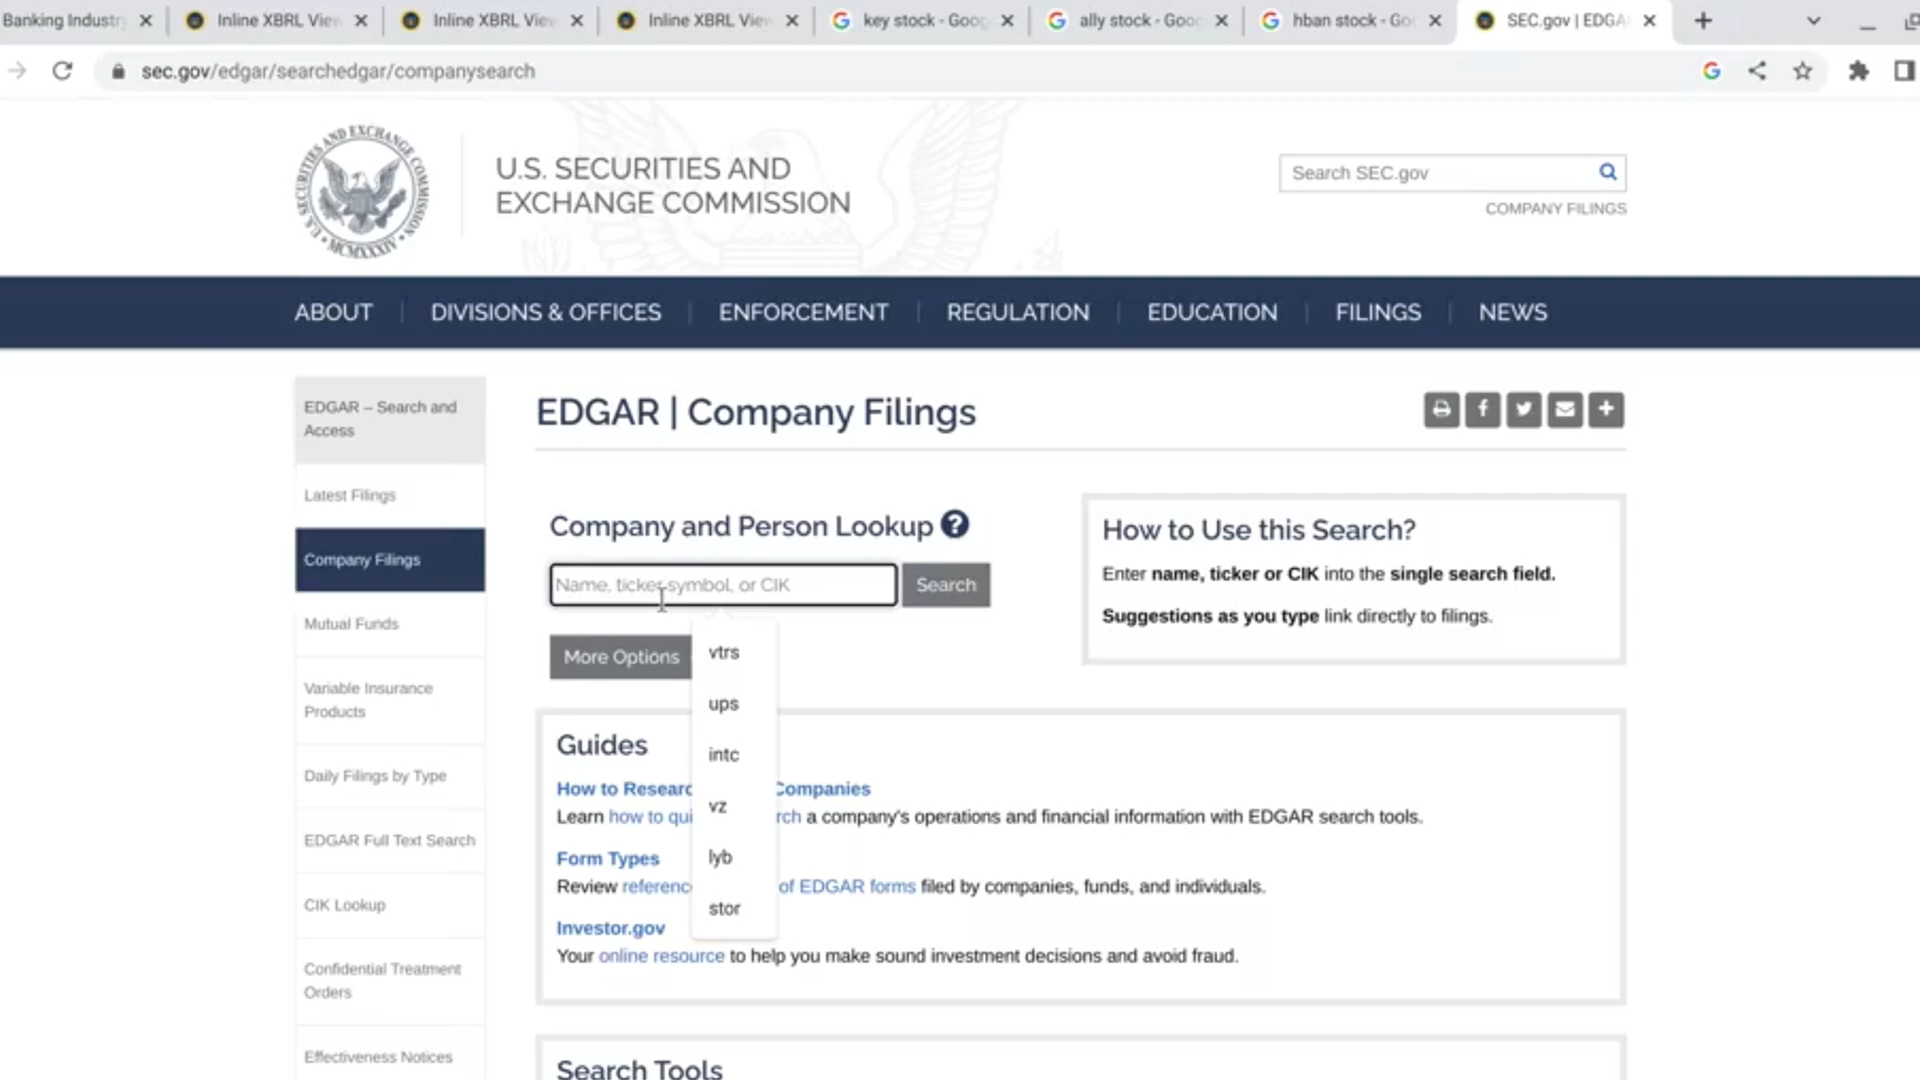 Banking Industry
Inline XBRL View
Inline XBRL View
Inline XBRL View
key stock - Goog
ally stock - Goo
hban stock - Go
SEC.gov | EDGA
sec.gov/edgar/searchedgar/companysearch
SECURITIES AND EXCHANGE COMMISSION
MCMXXXIV
U.S. SECURITIES AND
EXCHANGE COMMISSION
Search SEC.gov
COMPANY FILINGS
ABOUT
DIVISIONS & OFFICES
ENFORCEMENT
REGULATION
EDUCATION
FILINGS
NEWS
EDGAR – Search and
Access
Latest Filings
Company Filings
Mutual Funds
Variable Insurance
Products
Daily Filings by Type
EDGAR Full Text Search
CIK Lookup
Confidential Treatment
Orders
Effectiveness Notices
EDGAR | Company Filings
Company and Person Lookup
Name, ticker symbol, or CIK
Search
More Options
vtrs
ups
intc
vz
lyb
stor
How to Use this Search?
Enter name, ticker or CIK into the single search field.
Suggestions as you type link directly to filings.
Guides
How to Researc Companies
Learn how to qui rch a company's operations and financial information with EDGAR search tools.
Form Types
Review referenc of EDGAR forms filed by companies, funds, and individuals.
Investor.gov
Your online resource to help you make sound investment decisions and avoid fraud.
Search Tools